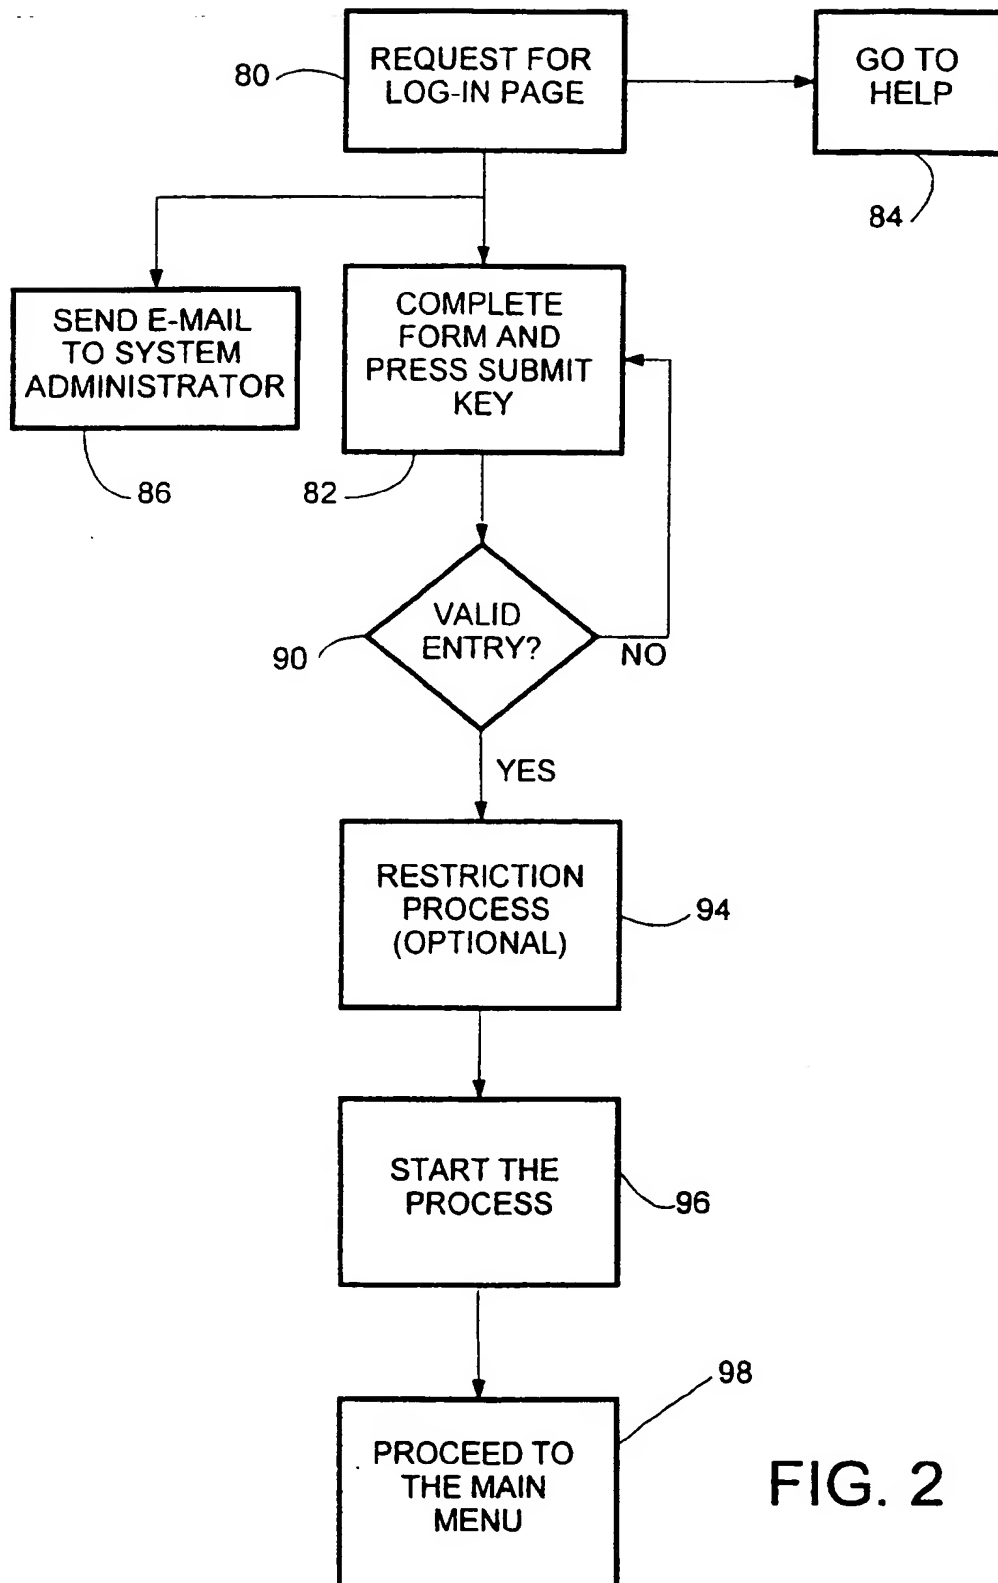 REQUEST FOR
LOG-IN PAGE
80
GO TO
HELP
84
SEND E-MAIL
TO SYSTEM
ADMINISTRATOR
86
COMPLETE
FORM AND
PRESS SUBMIT
KEY
82
VALID
ENTRY?
90
NO
YES
RESTRICTION
PROCESS
(OPTIONAL)
94
START THE
PROCESS
96
98
PROCEED TO
THE MAIN
MENU
FIG. 2